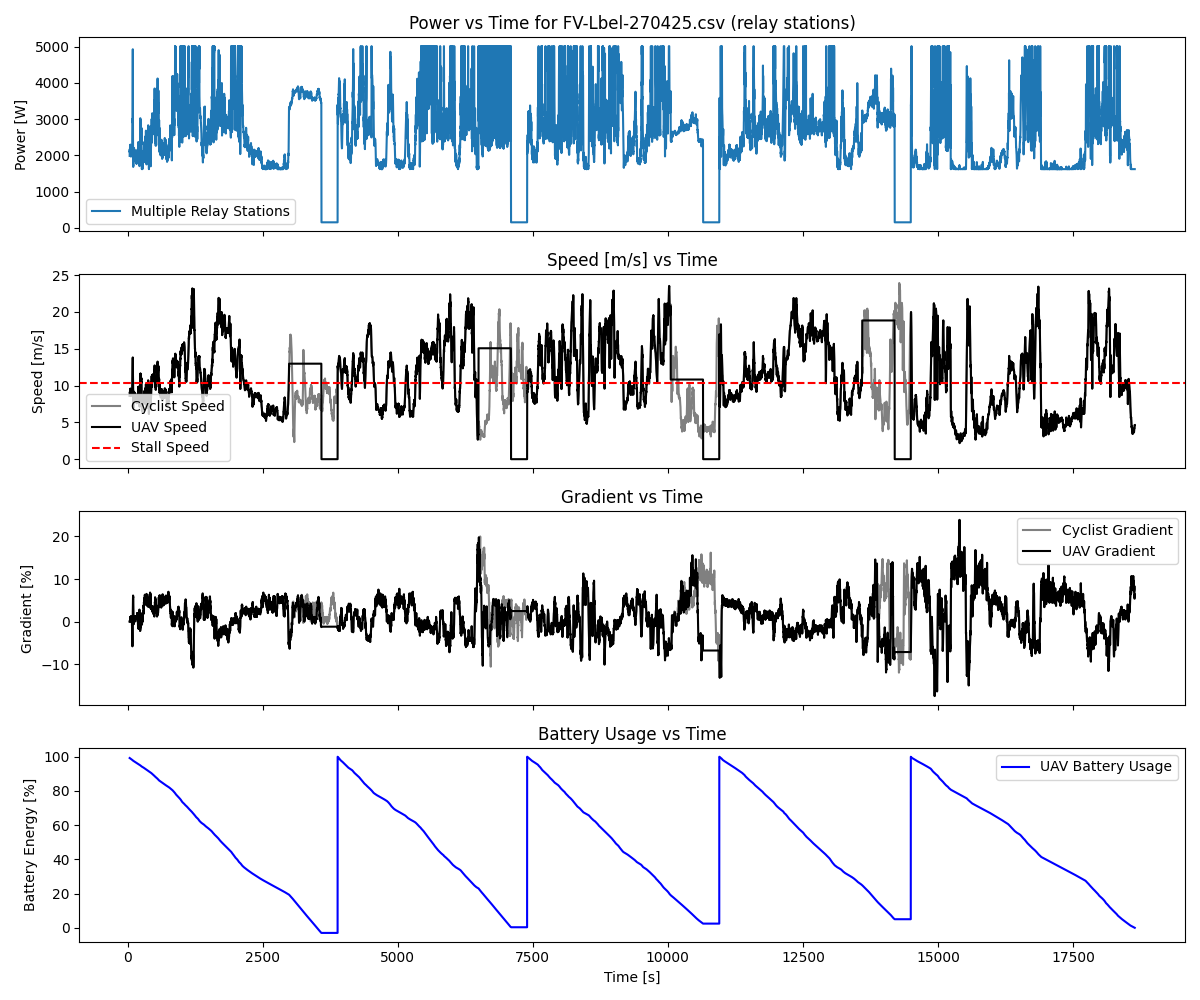 Power vs Time for FV-Lbel-270425.csv (relay stations)
5000
4000
3000
2000
1000
0
Power [W]
Multiple Relay Stations
Speed [m/s] vs Time
25
20
15
10
5
0
Speed [m/s]
Cyclist Speed
UAV Speed
Stall Speed
Gradient vs Time
20
10
0
−10
Gradient [%]
Cyclist Gradient
UAV Gradient
Battery Usage vs Time
100
80
60
40
20
0
Battery Energy [%]
UAV Battery Usage
0 2500 5000 7500 10000 12500 15000 17500
Time [s]